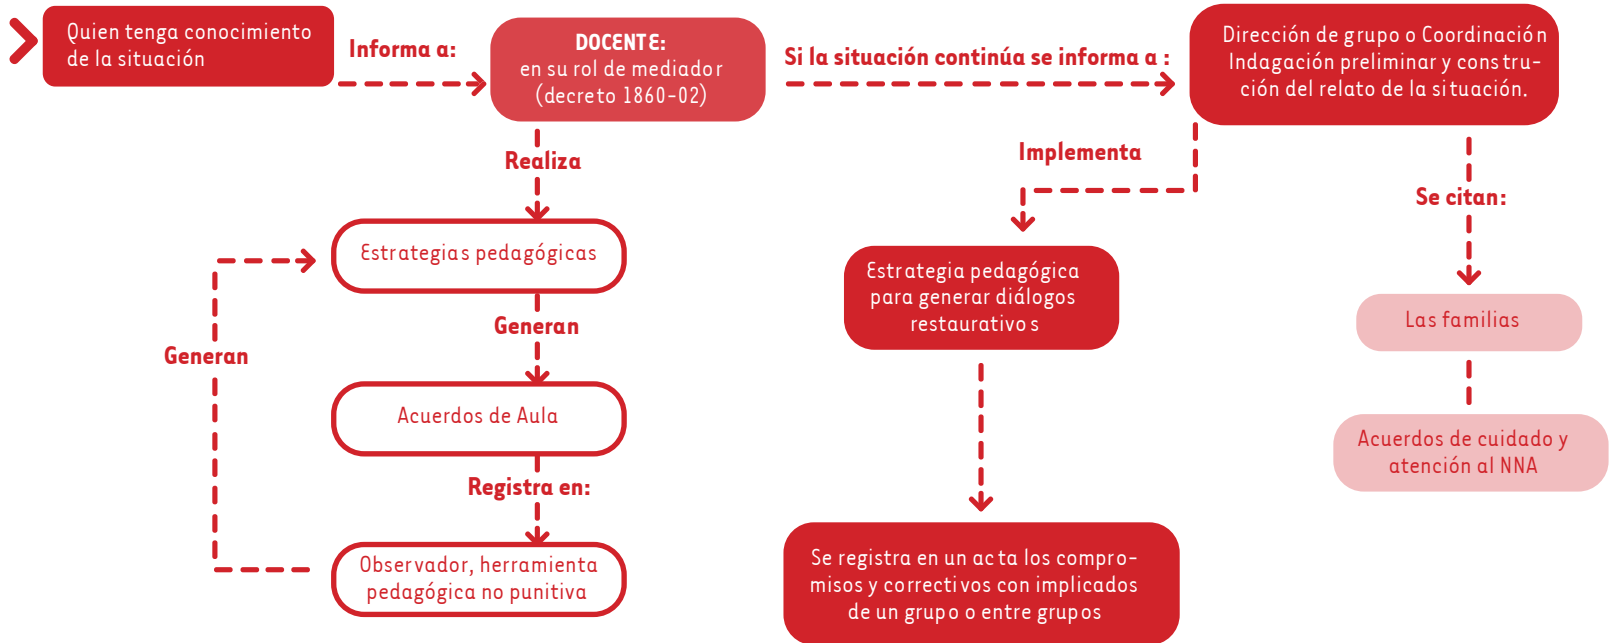 Quien tenga conocimiento
de la situación
Informa a:
DOCENTE:
en su rol de mediador
(decreto 1860-02)
Si la situación continúa se informa a :
Dirección de grupo o Coordinación
Indagación preliminar y constru-
ción del relato de la situación.
Realiza
Estrategias pedagógicas
Generan
Acuerdos de Aula
Registra en:
Observador, herramienta
pedagógica no punitiva
Generan
Implementa
Estrategia pedagógica
para generar diálogos
restaurativos
Se registra en un acta los compro-
misos y correctivos con implicados
de un grupo o entre grupos
Se citan:
Las familias
Acuerdos de cuidado y
atención al NNA